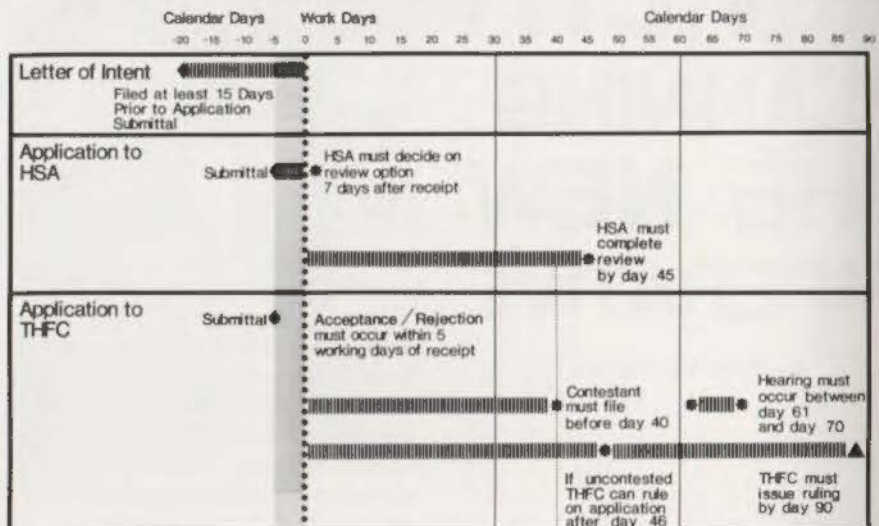 Calendar Days Work Days Calendar Days
-20 -15 -10 -5 0 5 10 15 20 25 30 35 40 45 50 60 65 70 75 80 85 90
Letter of Intent
Filed at least 15 Days
Prior to Application
Submittal
Application to
HSA
Submittal
HSA must decide on
review option
7 days after receipt
HSA must
complete
review
by day 45
Application to
THFC
Submittal
Acceptance / Rejection
must occur within 5
working days of receipt
Contestant
must file
before day 40
Hearing must
occur between
day 61
and day 70
If uncontested
THFC can rule
on application
after day 46
THFC must
issue ruling
by day 90